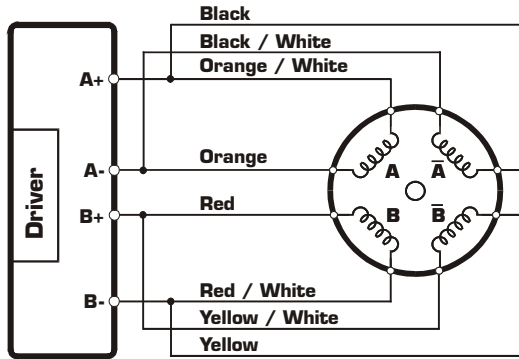 Black
Black / White
Orange / White
A+
A-
Orange
A
A̅
Driver
B+
Red
B
B̅
B-
Red / White
Yellow / White
Yellow